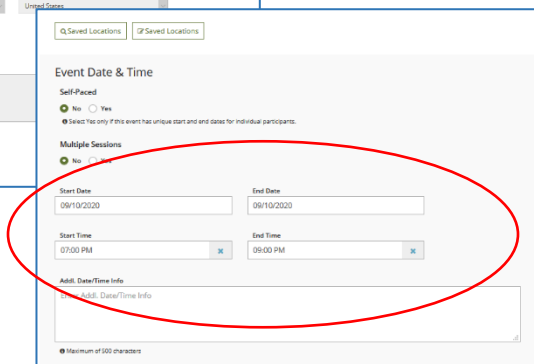 United States
Saved Locations Saved Locations
Event Date & Time
Self-Paced
No Yes
Select Yes only if this event has unique start and end dates for individual participants.
Multiple Sessions
No Yes
Start Date End Date
09/10/2020 09/10/2020
Start Time End Time
07:00 PM 09:00 PM
Addl. Date/Time Info
Enter Addl. Date/Time Info
Maximum of 500 characters